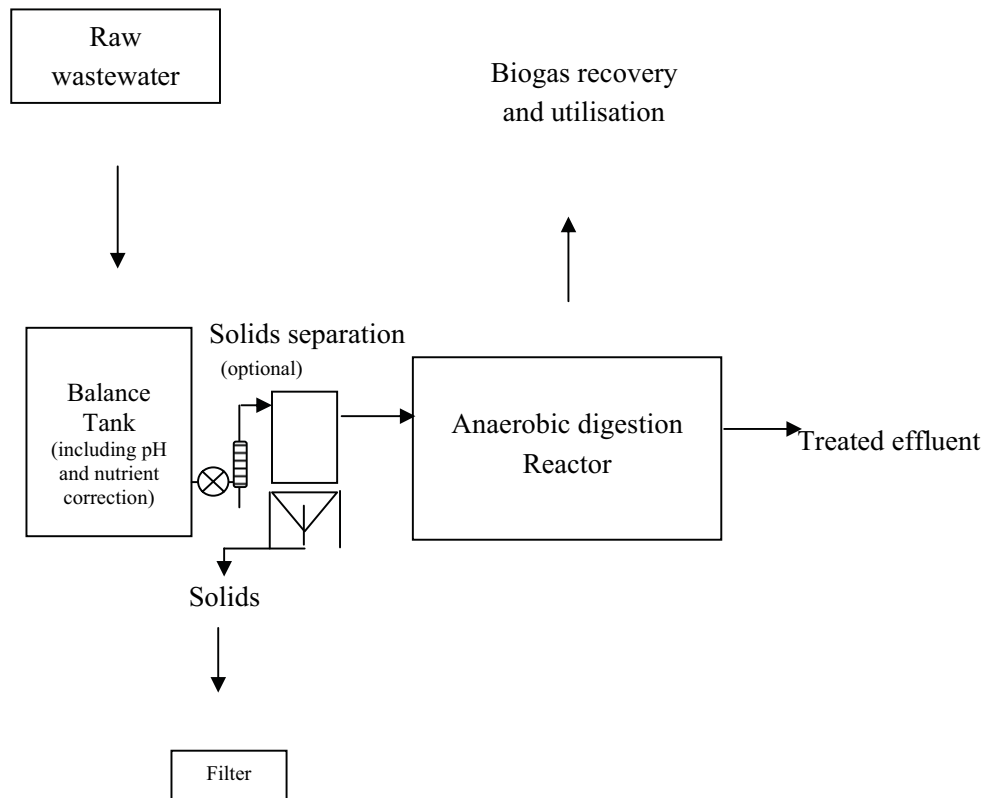 Raw
wastewater
Biogas recovery
and utilisation
Solids separation
(optional)
Balance
Tank
(including pH
and nutrient
correction)
Anaerobic digestion
Reactor
Treated effluent
Solids
Filter